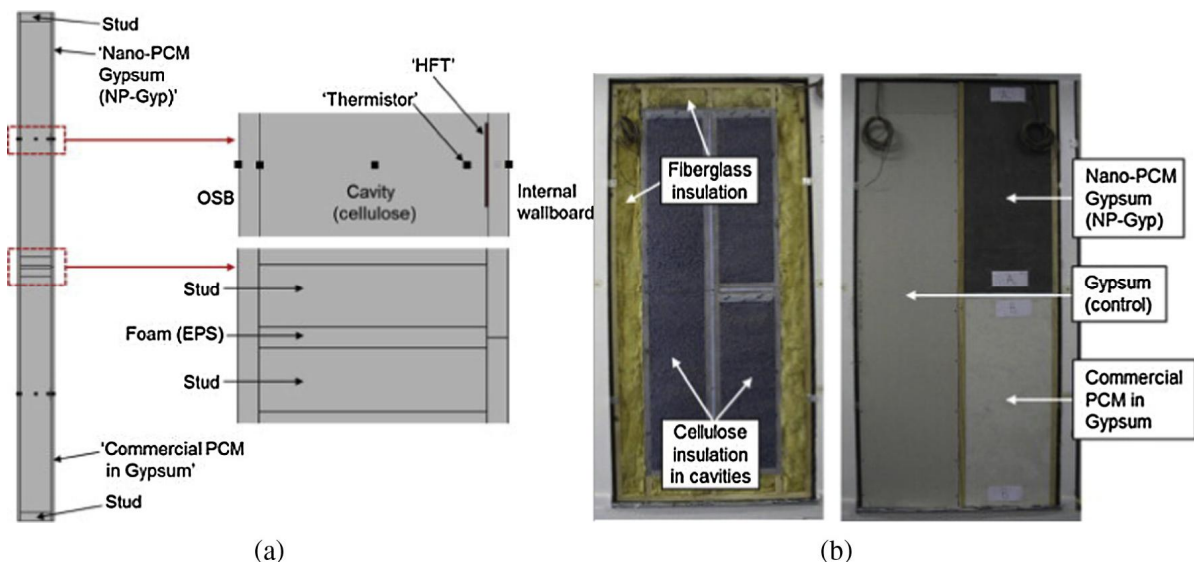 Stud
'Nano-PCM
Gypsum
(NP-Gyp)'
'HFT'
'Thermistor'
OSB
Cavity
(cellulose)
Internal
wallboard
Stud
Foam (EPS)
Stud
'Commercial PCM
in Gypsum'
Stud
(a)
Fiberglass
insulation
Cellulose
insulation
in cavities
A
A
B
B
Nano-PCM
Gypsum
(NP-Gyp)
Gypsum
(control)
Commercial
PCM in
Gypsum
(b)